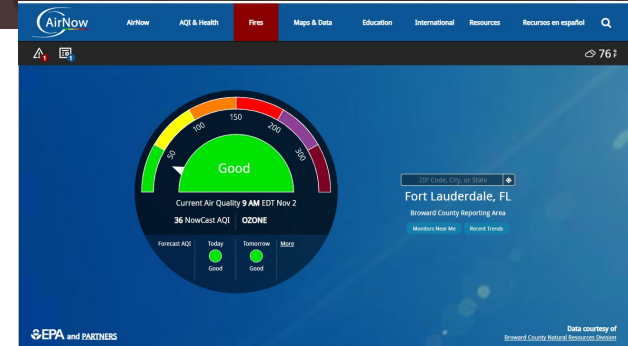 AirNow
AirNow AQI & Health Fires Maps & Data Education International Resources Recursos en español
1 1 76°F
50 100 150 200 300
Good
Current Air Quality 9 AM EDT Nov 2
36 NowCast AQI OZONE
Forecast AQI Today Tomorrow More
Good Good
ZIP Code, City, or State
Fort Lauderdale, FL
Broward County Reporting Area
Monitors Near Me Recent Trends
EPA and PARTNERS
Data courtesy of
Broward County Natural Resources Division